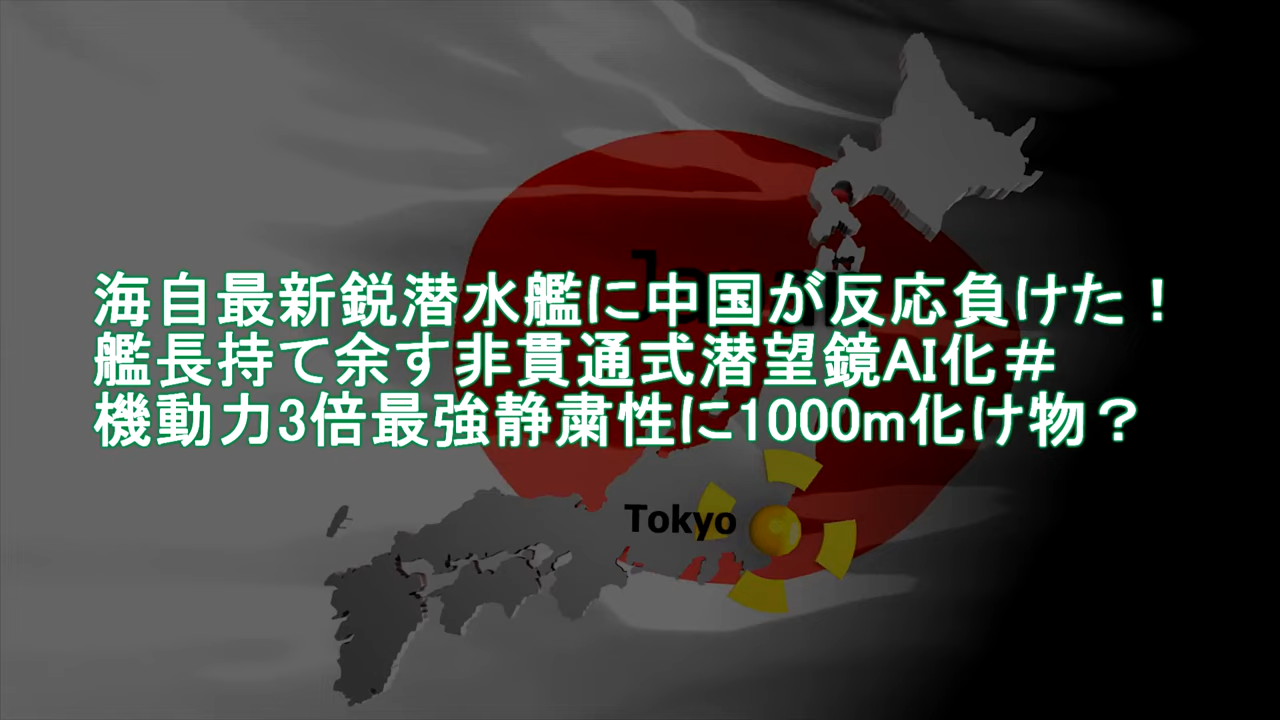 Japan
海自最新鋭潜水艦に中国が反応負けた！
艦長持て余す非貫通式潜望鏡AI化＃
機動力3倍最強静粛性に1000m化け物？
Tokyo